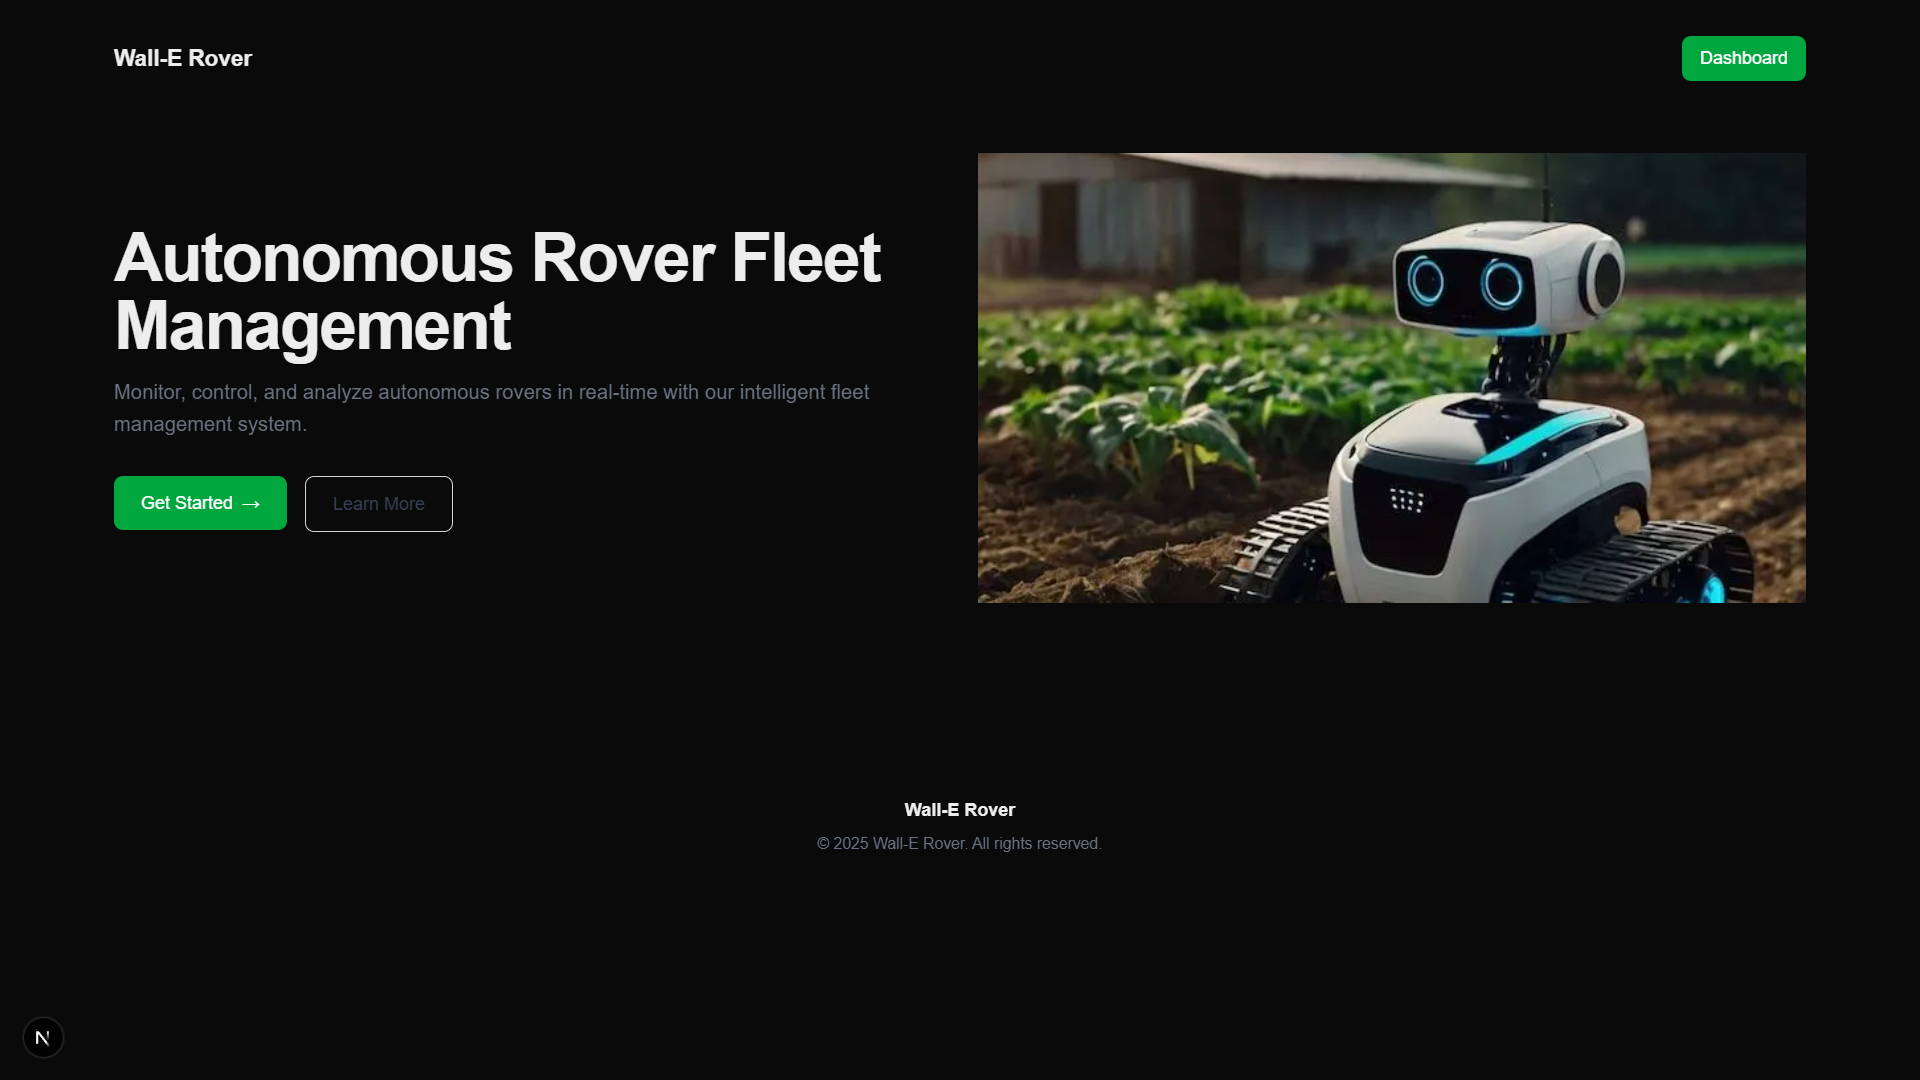 Wall-E Rover
Dashboard
Autonomous Rover Fleet
Management
Monitor, control, and analyze autonomous rovers in real-time with our intelligent fleet
management system.
Get Started →
Learn More
Wall-E Rover
© 2025 Wall-E Rover. All rights reserved.
N